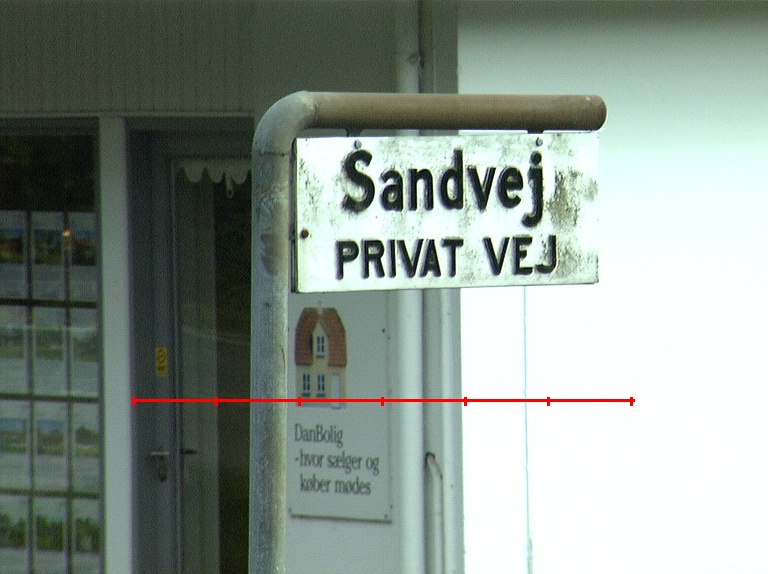 Sandvej
PRIVAT VEJ
DanBolig
-hvor sælger og
køber mødes